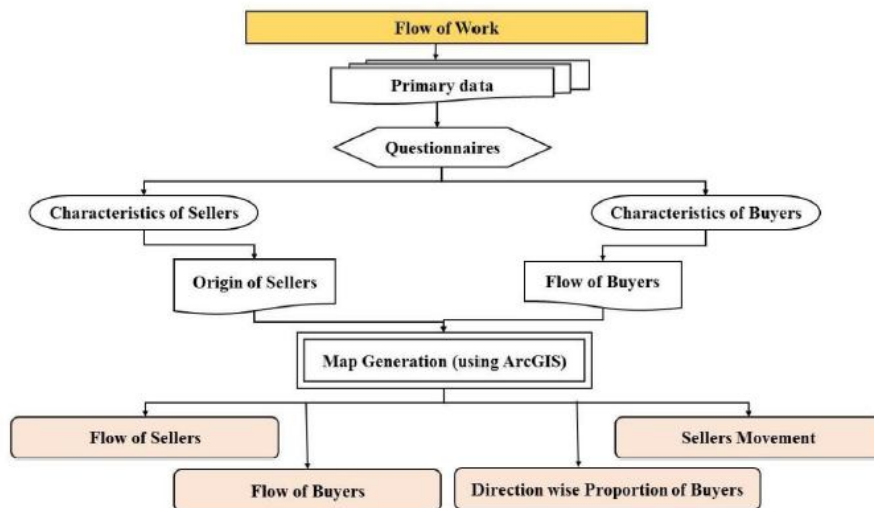 Flow of Work
Primary data
Questionnaires
Characteristics of Sellers
Characteristics of Buyers
Origin of Sellers
Flow of Buyers
Map Generation (using ArcGIS)
Flow of Sellers
Sellers Movement
Flow of Buyers
Direction wise Proportion of Buyers